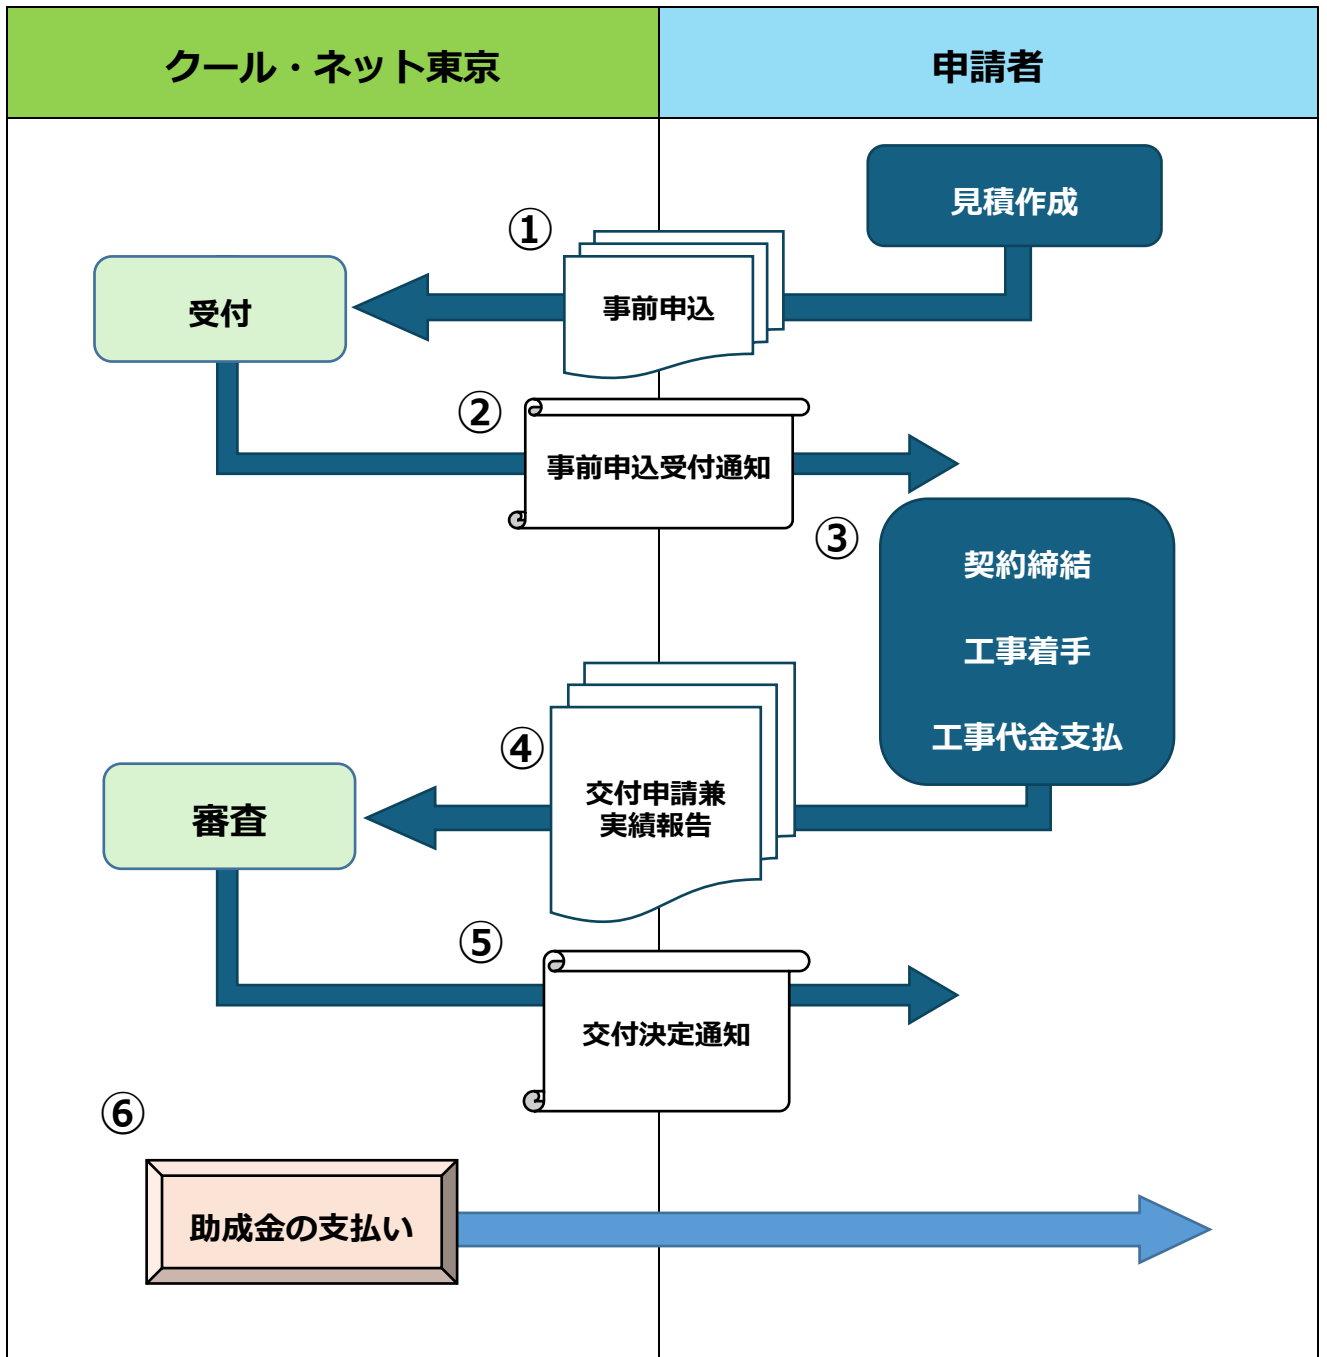 クール・ネット東京
申請者
見積作成
①
事前申込
受付
②
事前申込受付通知
③
契約締結
工事着手
工事代金支払
④
交付申請兼
実績報告
審査
⑤
交付決定通知
⑥
助成金の支払い